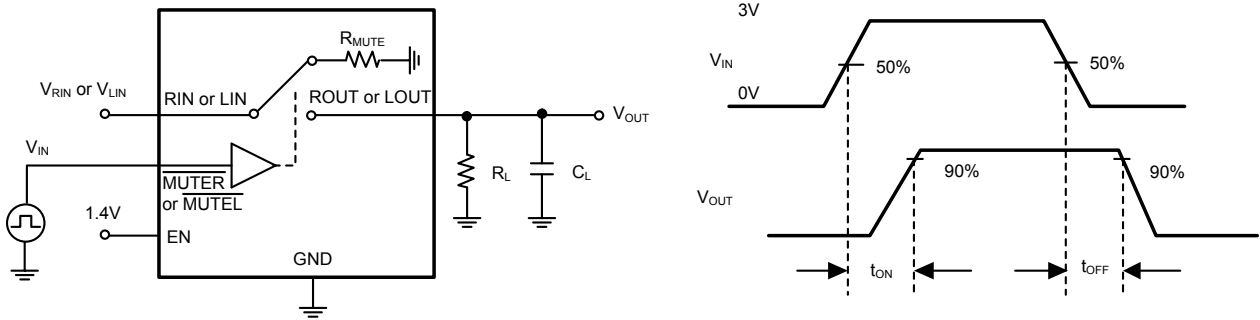 R_MUTE
V_RIN or V_LIN
RIN or LIN
ROUT or LOUT
V_OUT
V_IN
MUTER
or MUTEL
R_L
C_L
1.4V
EN
GND
3V
V_IN
50%
50%
0V
90%
90%
V_OUT
t_ON
t_OFF